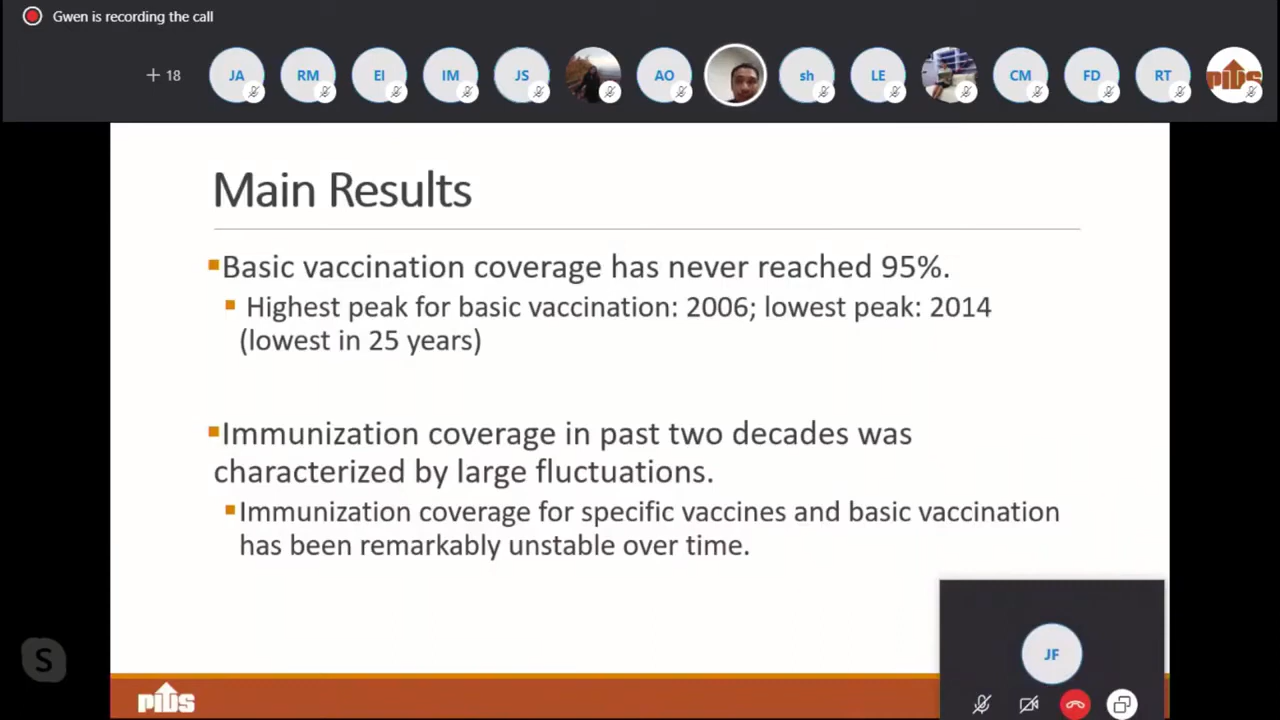 Gwen is recording the call
+ 18
JA
RM
EI
IM
JS
AO
sh
LE
CM
FD
RT
PIDS
Main Results
Basic vaccination coverage has never reached 95%.
Highest peak for basic vaccination: 2006; lowest peak: 2014
(lowest in 25 years)
Immunization coverage in past two decades was
characterized by large fluctuations.
Immunization coverage for specific vaccines and basic vaccination
has been remarkably unstable over time.
JF
S
PIDS